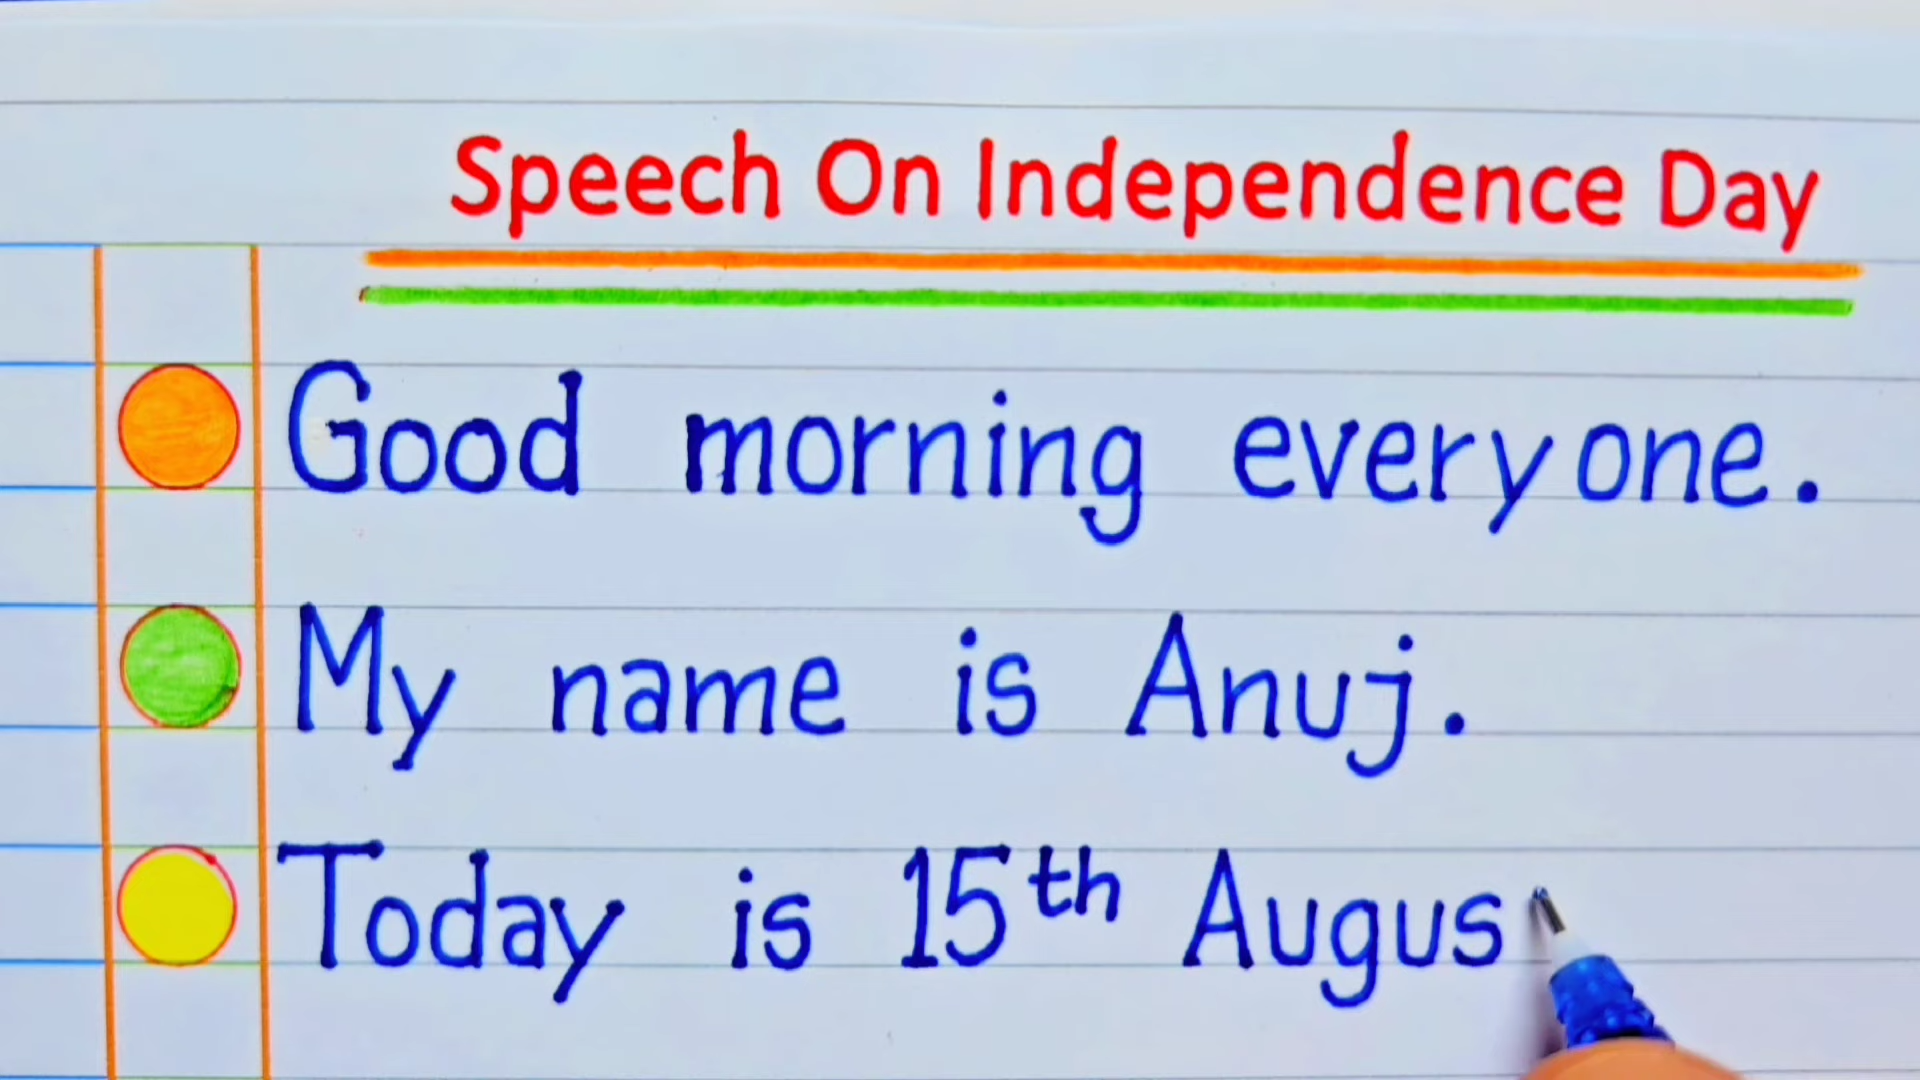 Speech On Independence Day
Good morning everyone.
My name is Anuj.
Today is 15th Augus